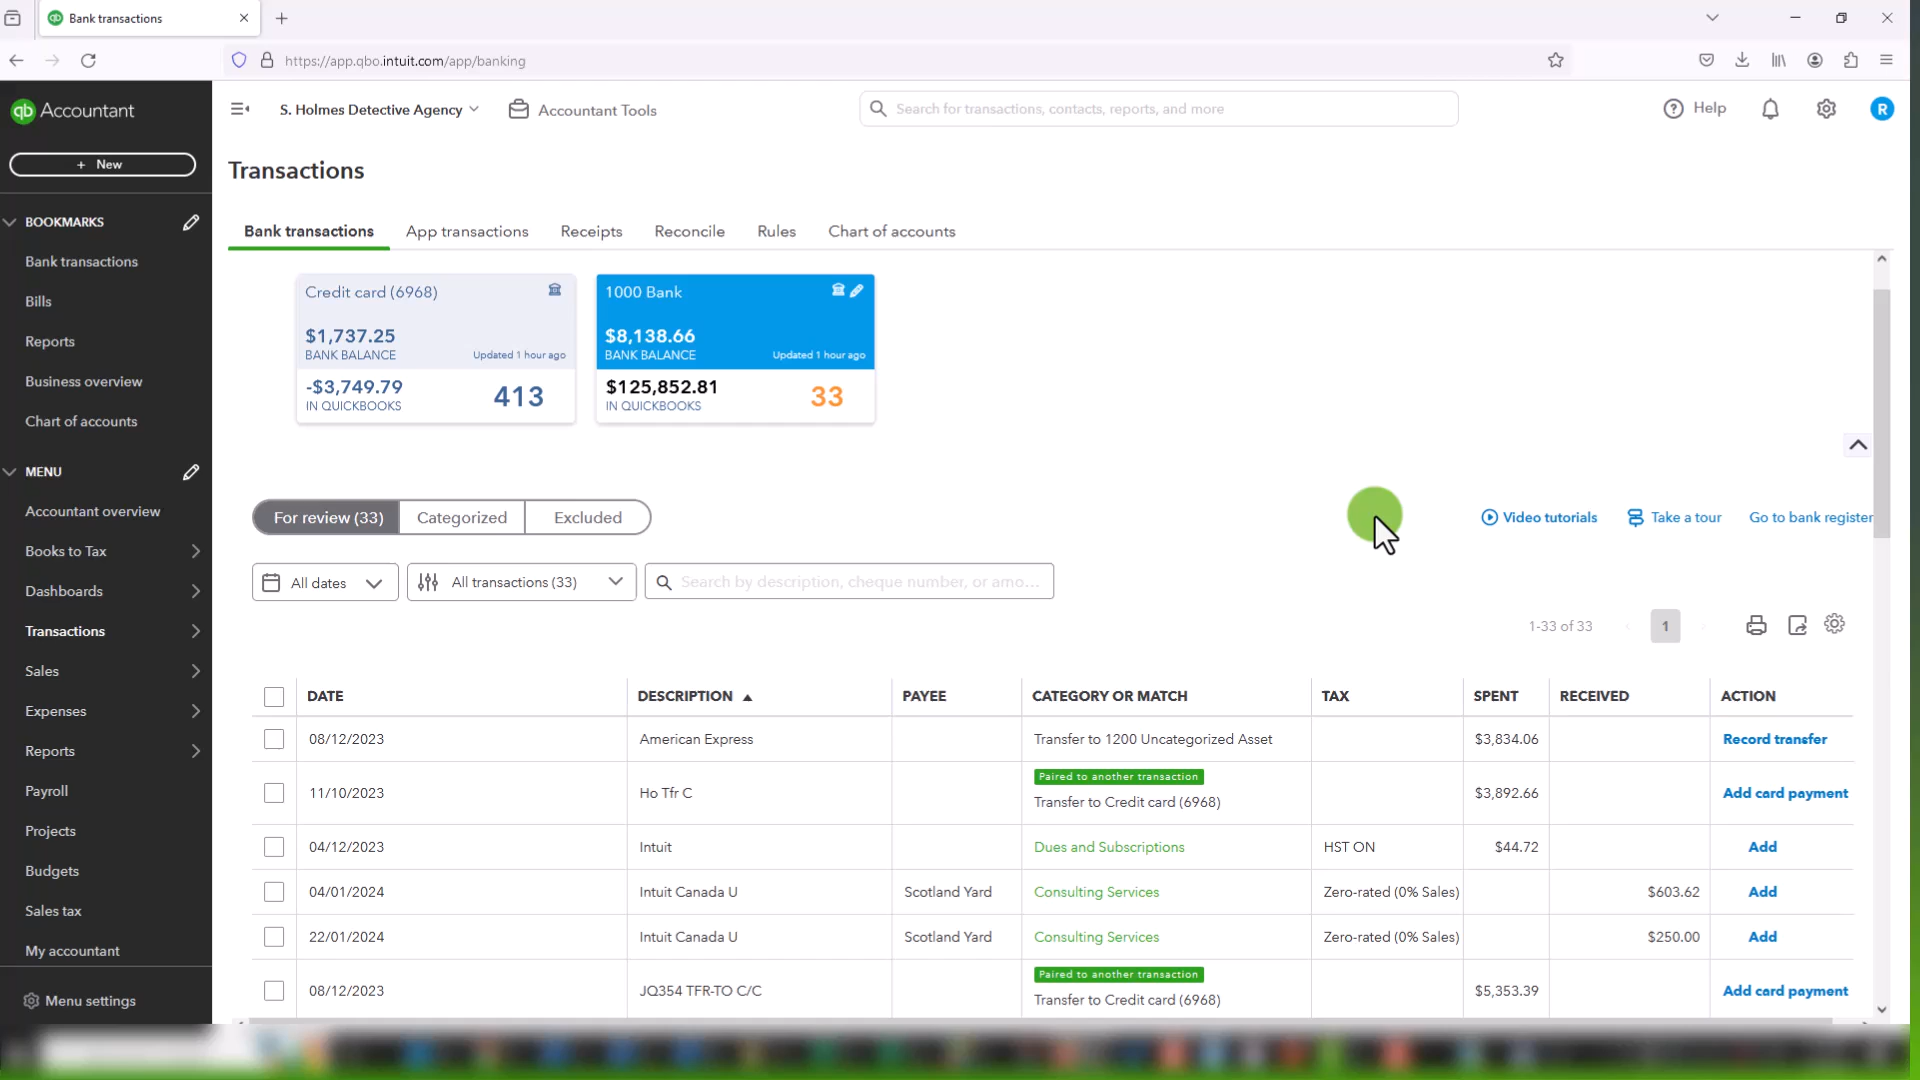 Bank transactions
https://app.qbo.intuit.com/app/banking
qb Accountant
S. Holmes Detective Agency
Accountant Tools
Search for transactions, contacts, reports, and more
Help
R
+ New
BOOKMARKS
Bank transactions
Bills
Reports
Business overview
Chart of accounts
MENU
Accountant overview
Books to Tax
Dashboards
Transactions
Sales
Expenses
Reports
Payroll
Projects
Budgets
Sales tax
My accountant
Menu settings
Transactions
Bank transactions App transactions Receipts Reconcile Rules Chart of accounts
Credit card (6968)
$1,737.25
BANK BALANCE Updated 1 hour ago
-$3,749.79
IN QUICKBOOKS
413
1000 Bank
$8,138.66
BANK BALANCE Updated 1 hour ago
$125,852.81
IN QUICKBOOKS
33
For review (33) Categorized Excluded
Video tutorials Take a tour Go to bank register
All dates All transactions (33) Search by description, cheque number, or amo...
1-33 of 33 1
DATE DESCRIPTION PAYEE CATEGORY OR MATCH TAX SPENT RECEIVED ACTION
08/12/2023 American Express Transfer to 1200 Uncategorized Asset $3,834.06 Record transfer
Paired to another transaction
11/10/2023 Ho Tfr C Transfer to Credit card (6968) $3,892.66 Add card payment
04/12/2023 Intuit Dues and Subscriptions HST ON $44.72 Add
04/01/2024 Intuit Canada U Scotland Yard Consulting Services Zero-rated (0% Sales) $603.62 Add
22/01/2024 Intuit Canada U Scotland Yard Consulting Services Zero-rated (0% Sales) $250.00 Add
Paired to another transaction
08/12/2023 JQ354 TFR-TO C/C Transfer to Credit card (6968) $5,353.39 Add card payment